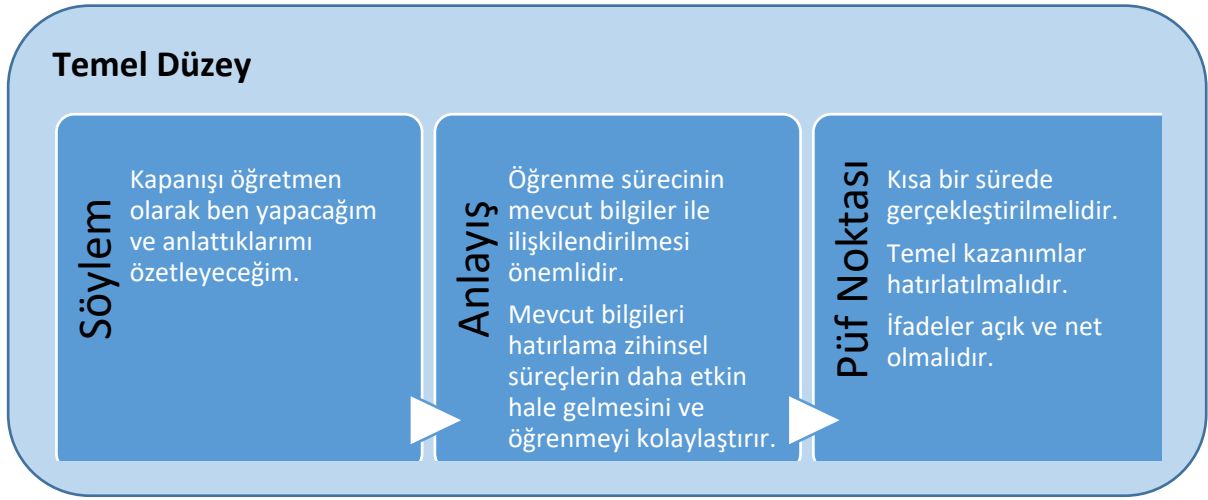 Temel Düzey
Söylem
Kapanışı öğretmen
olarak ben yapacağım
ve anlattıklarımı
özetleyeceğim.
Anlayış
Öğrenme sürecinin
mevcut bilgiler ile
ilişkilendirilmesi
önemlidir.
Mevcut bilgileri
hatırlama zihinsel
süreçlerin daha etkin
hale gelmesini ve
öğrenmeyi kolaylaştırır.
Püf Noktası
Kısa bir sürede
gerçekleştirilmelidir.
Temel kazanımlar
hatırlatılmalıdır.
İfadeler açık ve net
olmalıdır.